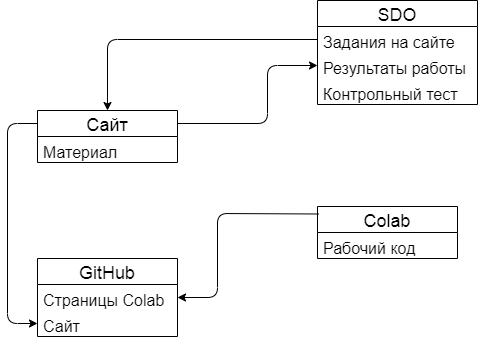 SDO
Задания на сайте
Результаты работы
Контрольный тест
Сайт
Материал
Colab
Рабочий код
GitHub
Страницы Colab
Сайт